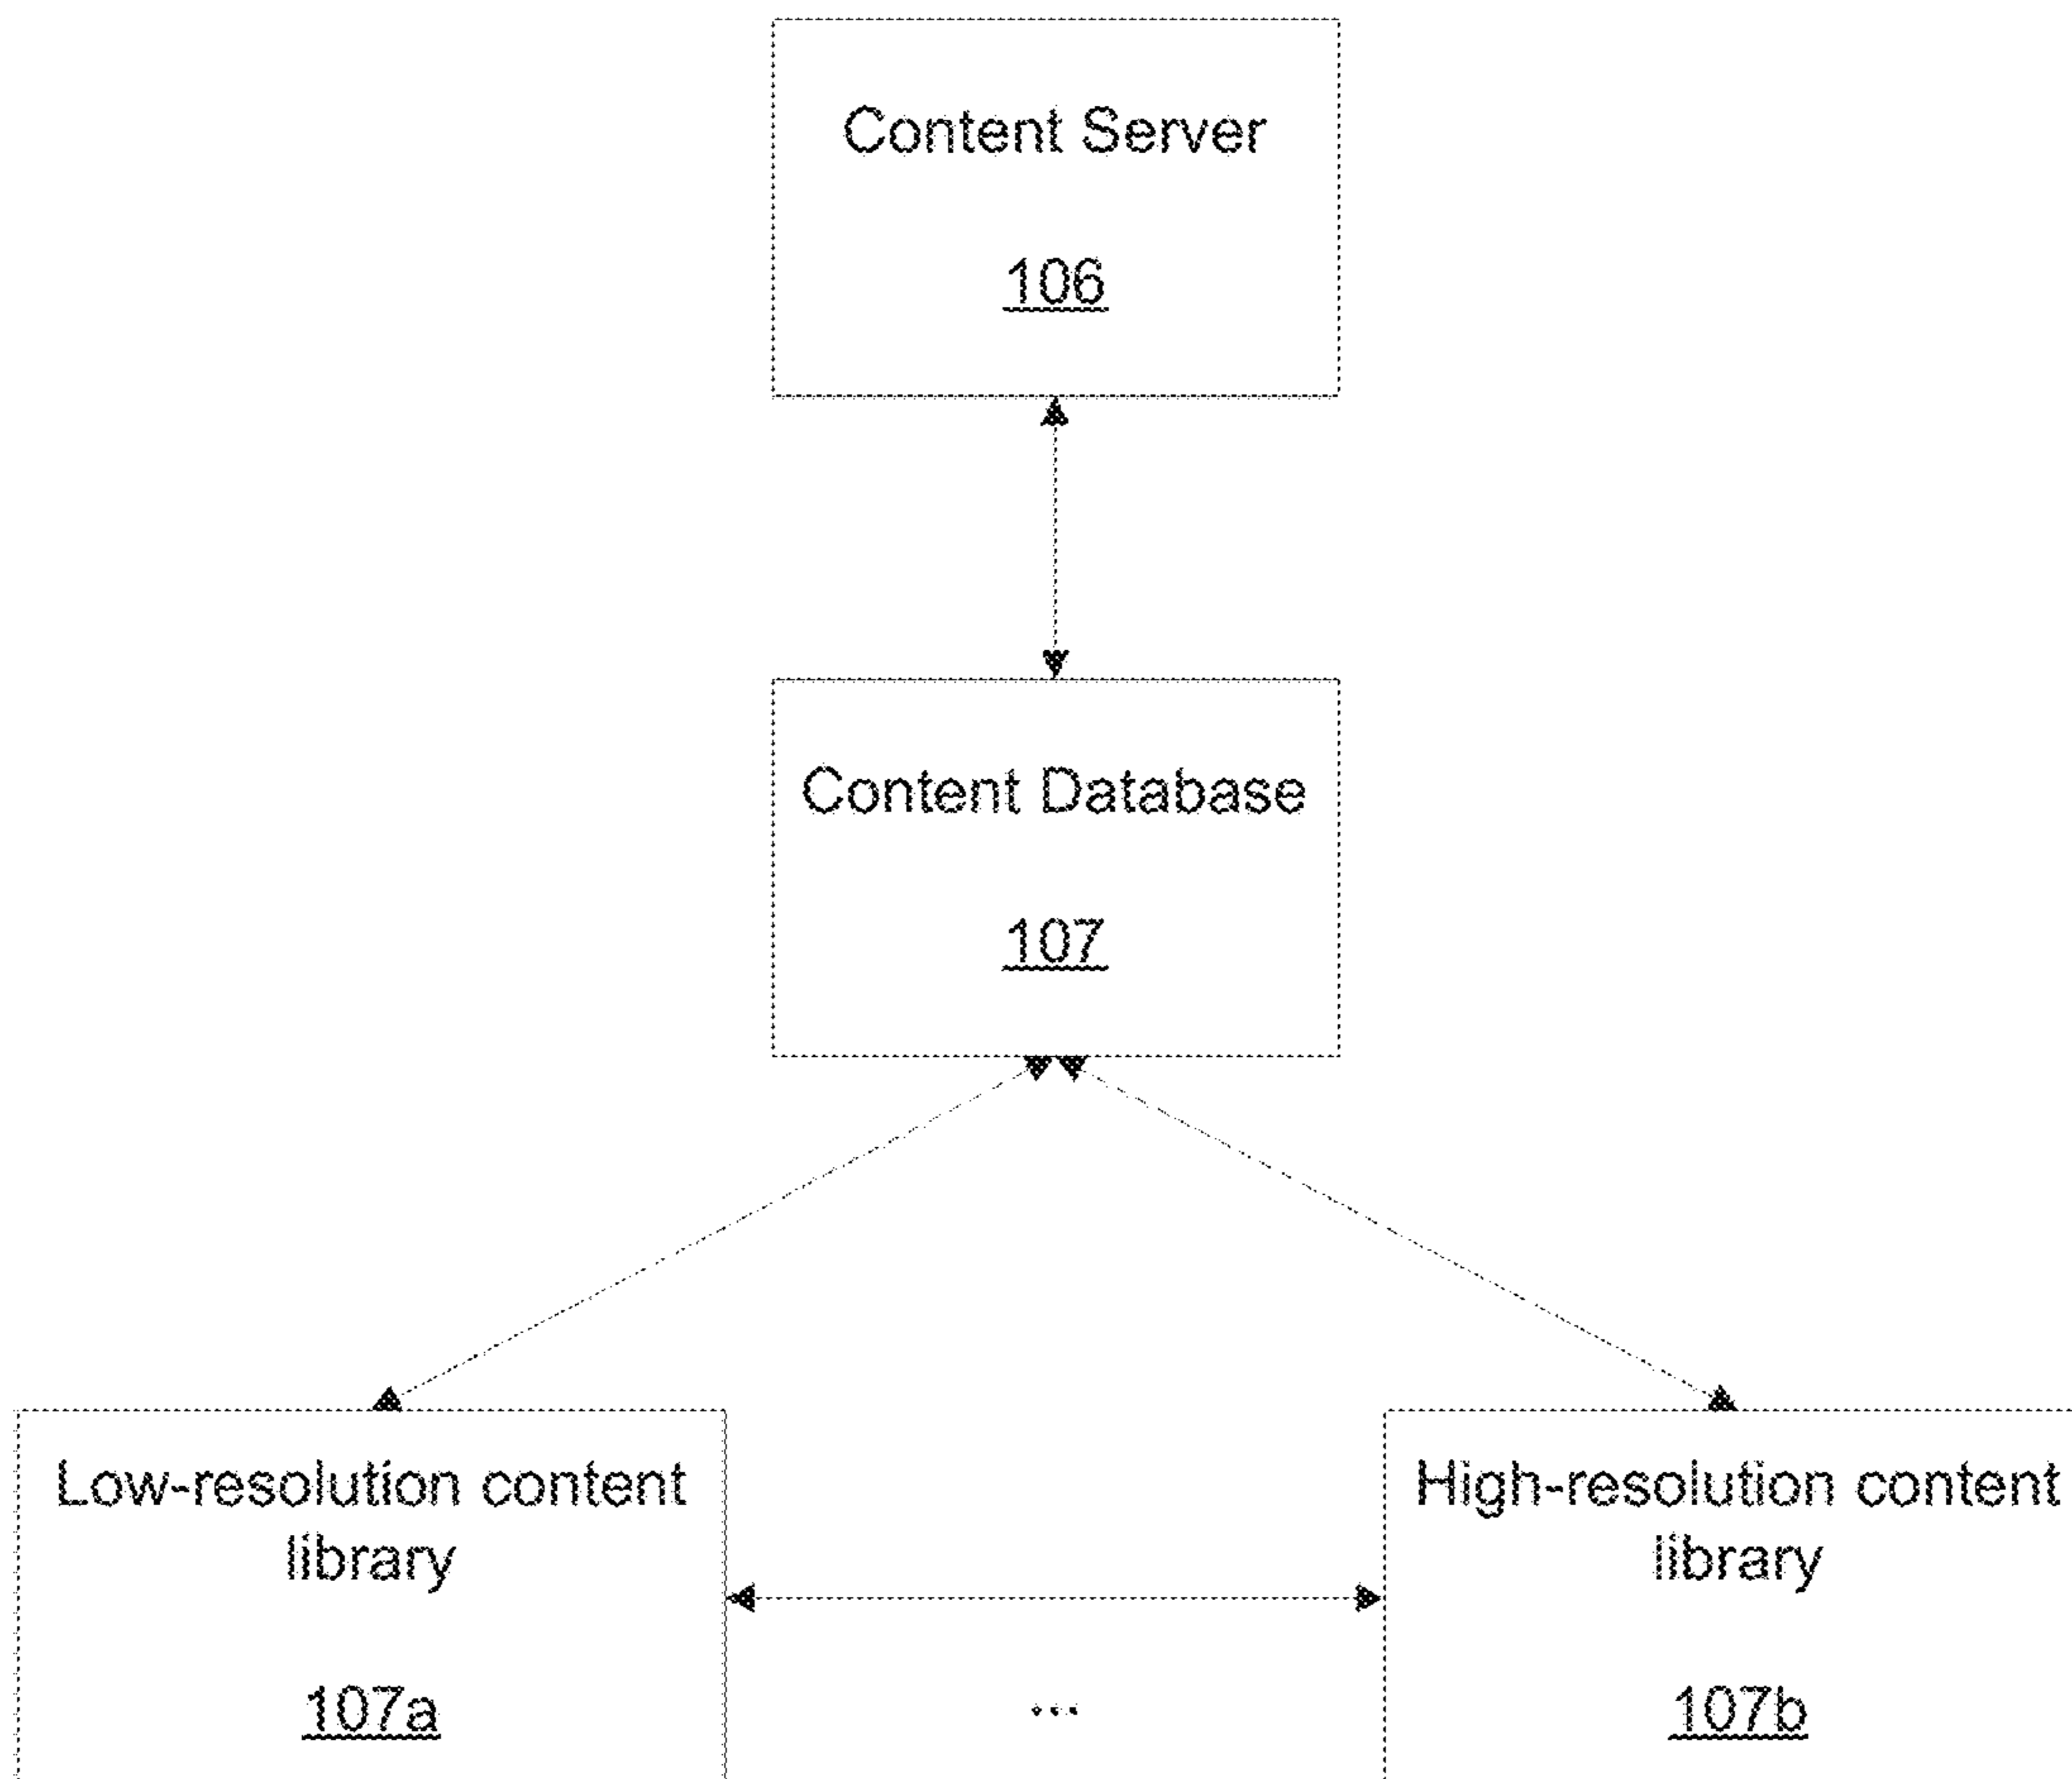 Content Server
106
Content Database
107
Low-resolution content
library
107a
High-resolution content
library
107b
...